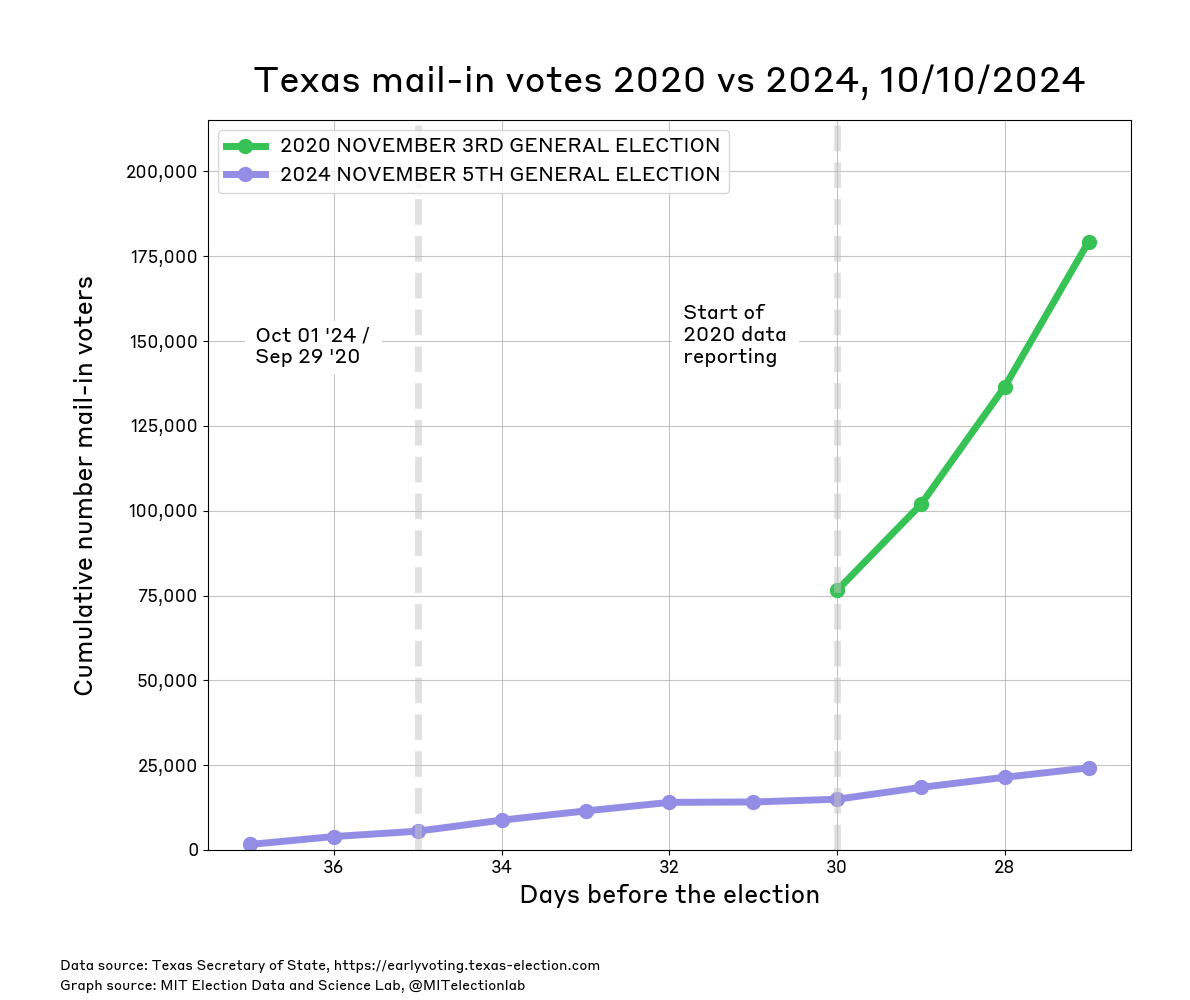 Texas mail-in votes 2020 vs 2024, 10/10/2024
2020 NOVEMBER 3RD GENERAL ELECTION
2024 NOVEMBER 5TH GENERAL ELECTION
Cumulative number mail-in voters
200,000
175,000
150,000
125,000
100,000
75,000
50,000
25,000
0
Oct 01 '24 /
Sep 29 '20
Start of
2020 data
reporting
36
34
32
30
28
Days before the election
Data source: Texas Secretary of State, https://earlyvoting.texas-election.com
Graph source: MIT Election Data and Science Lab, @MITelectionlab